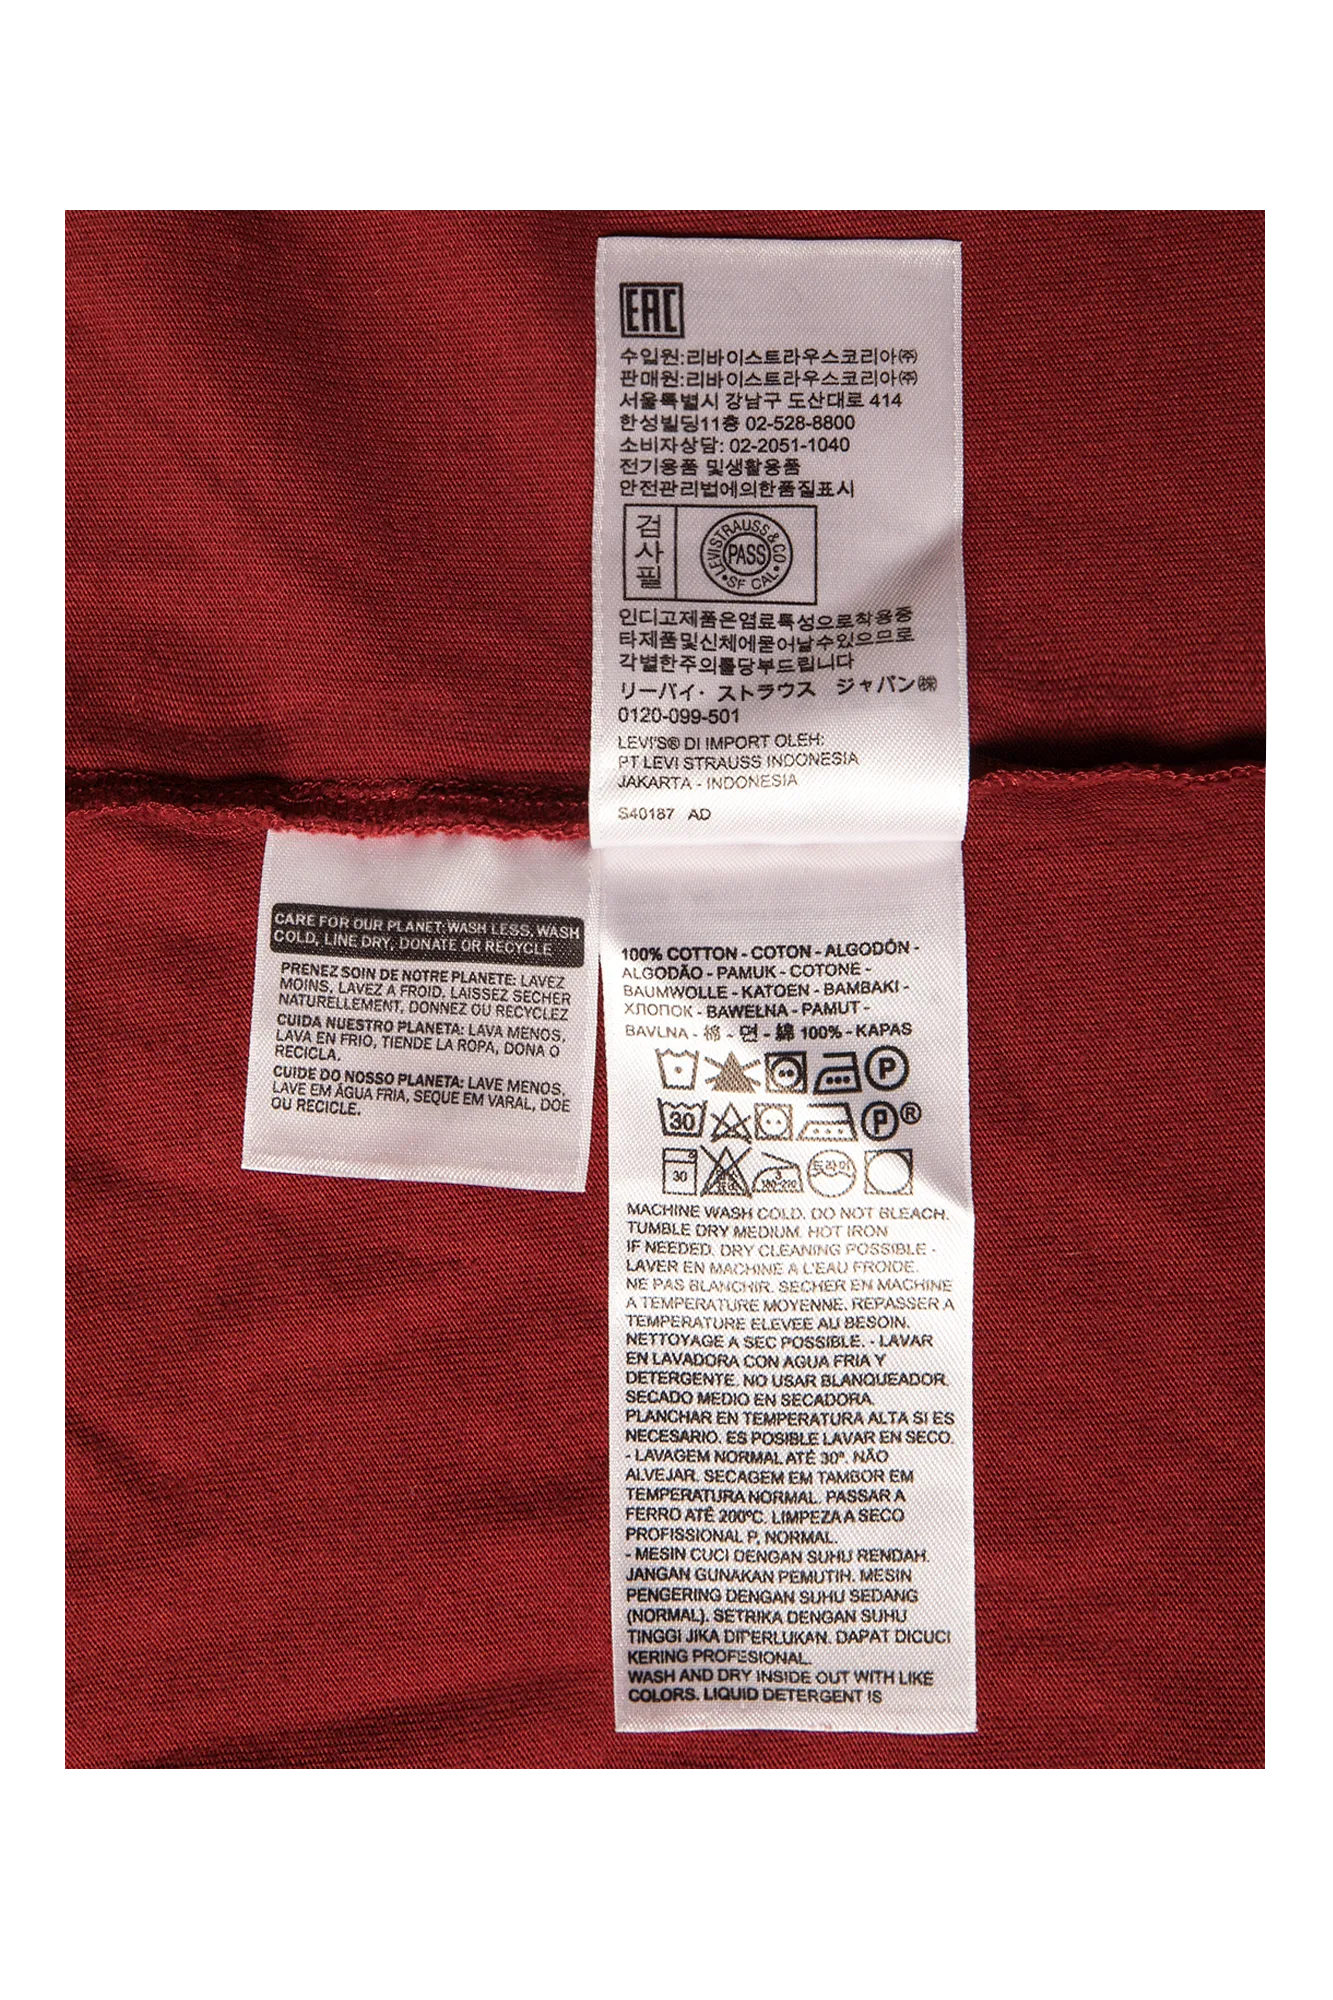 EAC
수입원:리바이스트라우스코리아㈜
판매원:리바이스트라우스코리아㈜
서울특별시 강남구 도산대로 414
한성빌딩11층 02-528-8800
소비자상담: 02-2051-1040
전기용품 및생활용품
안전관리법에의한품질표시
검사필
LEVI STRAUSS & CO
PASS
SF CAL
인디고제품은염료특성으로착용중
타제품및신체에묻어날수있으므로
각별한주의를당부드립니다
リーバイ・ストラウス ジャパン㈱
0120-099-501
LEVI'S® DI IMPORT OLEH:
PT LEVI STRAUSS INDONESIA
JAKARTA - INDONESIA
S40187 AD
CARE FOR OUR PLANET: WASH LESS, WASH
COLD, LINE DRY, DONATE OR RECYCLE
PRENEZ SOIN DE NOTRE PLANETE: LAVEZ
MOINS, LAVEZ A FROID, LAISSEZ SECHER
NATURELLEMENT, DONNEZ OU RECYCLEZ
CUIDA NUESTRO PLANETA: LAVA MENOS,
LAVA EN FRIO, TIENDE LA ROPA, DONA O
RECICLA.
CUIDE DO NOSSO PLANETA: LAVE MENOS,
LAVE EM ÁGUA FRIA, SEQUE EM VARAL, DOE
OU RECICLE.
100% COTTON - COTON - ALGODÓN -
ALGODÃO - PAMUK - COTONE -
BAUMWOLLE - KATOEN - BAMBAKI -
ХЛОПОК - BAWEŁNA - PAMUT -
BAVLNA - 棉 - 면 - 綿 100% - KAPAS
P
30 P ®
30 3 180-210 드라이
MACHINE WASH COLD. DO NOT BLEACH.
TUMBLE DRY MEDIUM. HOT IRON
IF NEEDED. DRY CLEANING POSSIBLE -
LAVER EN MACHINE A L'EAU FROIDE.
NE PAS BLANCHIR. SECHER EN MACHINE
A TEMPERATURE MOYENNE. REPASSER A
TEMPERATURE ELEVEE AU BESOIN.
NETTOYAGE A SEC POSSIBLE. - LAVAR
EN LAVADORA CON AGUA FRIA Y
DETERGENTE. NO USAR BLANQUEADOR.
SECADO MEDIO EN SECADORA.
PLANCHAR EN TEMPERATURA ALTA SI ES
NECESARIO. ES POSIBLE LAVAR EN SECO.
- LAVAGEM NORMAL ATÉ 30º. NÃO
ALVEJAR. SECAGEM EM TAMBOR EM
TEMPERATURA NORMAL. PASSAR A
FERRO ATÉ 200ºC. LIMPEZA A SECO
PROFISSIONAL P, NORMAL.
- MESIN CUCI DENGAN SUHU RENDAH.
JANGAN GUNAKAN PEMUTIH. MESIN
PENGERING DENGAN SUHU SEDANG
(NORMAL). SETRIKA DENGAN SUHU
TINGGI JIKA DIPERLUKAN. DAPAT DICUCI
KERING PROFESIONAL.
WASH AND DRY INSIDE OUT WITH LIKE
COLORS. LIQUID DETERGENT IS